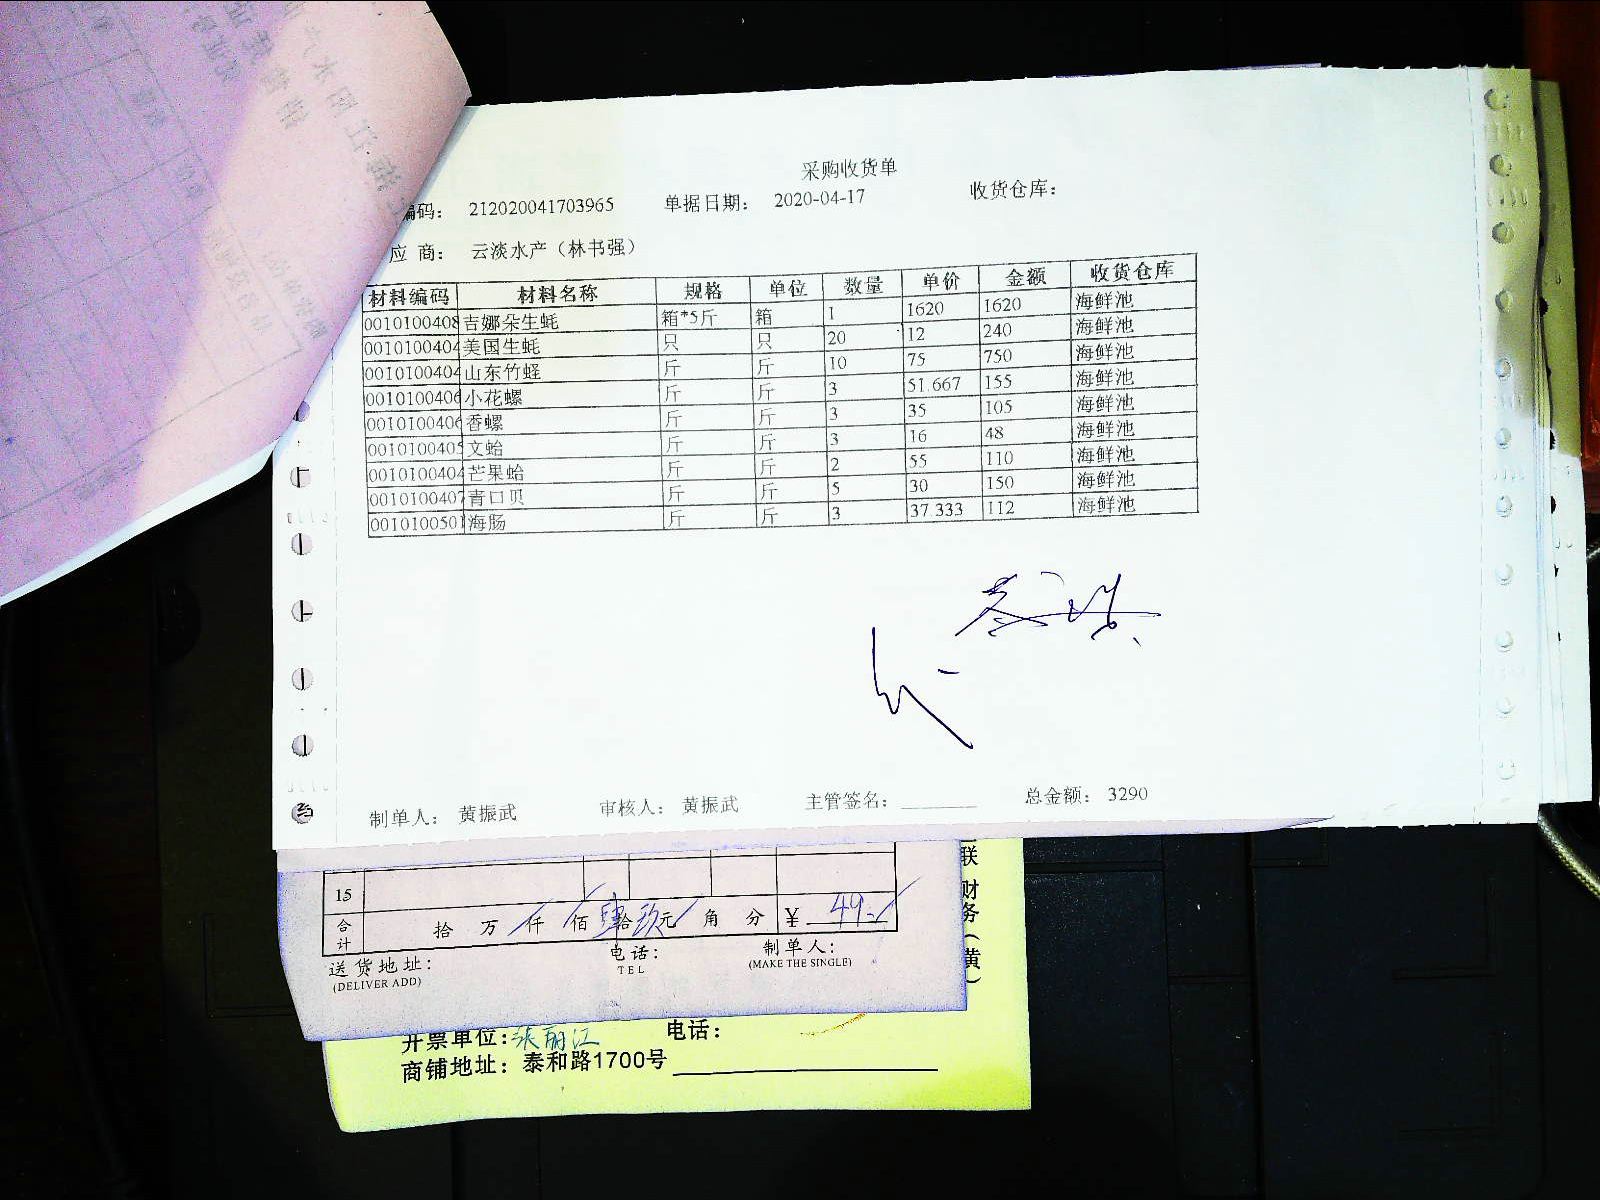 采购收货单
编码： 212020041703965 单据日期： 2020-04-17 收货仓库：
应 商： 云淡水产（林书强）
材料编码 材料名称 规格 单位 数量 单价 金额 收货仓库
0010100408 吉娜朵生蚝 箱*5斤 箱 1 1620 1620 海鲜池
0010100404 美国生蚝 只 只 20 12 240 海鲜池
0010100404 山东竹蛏 斤 斤 10 75 750 海鲜池
0010100406 小花螺 斤 斤 3 51.667 155 海鲜池
0010100406 香螺 斤 斤 3 35 105 海鲜池
0010100405 文蛤 斤 斤 3 16 48 海鲜池
0010100404 芒果蛤 斤 斤 2 55 110 海鲜池
0010100407 青口贝 斤 斤 5 30 150 海鲜池
0010100501 海肠 斤 斤 3 37.333 112 海鲜池
制单人： 黄振武 审核人： 黄振武 主管签名： 总金额： 3290
15
合计 拾 万 仟 佰 肆拾玖元 角 分 ¥ 49.-
送货地址： 电话： 制单人：
(DELIVER ADD) TEL (MAKE THE SINGLE)
联 财务（黄）
开票单位：张丽江 电话：
商铺地址：泰和路1700号